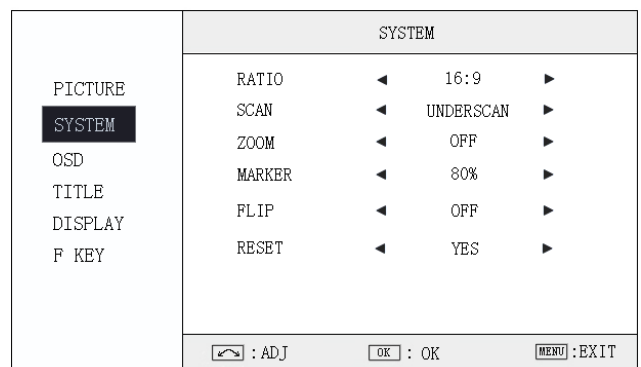 SYSTEM
PICTURE
SYSTEM
OSD
TITLE
DISPLAY
F KEY
RATIO ◀ 16:9 ▶
SCAN ◀ UNDERSCAN ▶
ZOOM ◀ OFF ▶
MARKER ◀ 80% ▶
FLIP ◀ OFF ▶
RESET ◀ YES ▶
: ADJ OK : OK MENU :EXIT